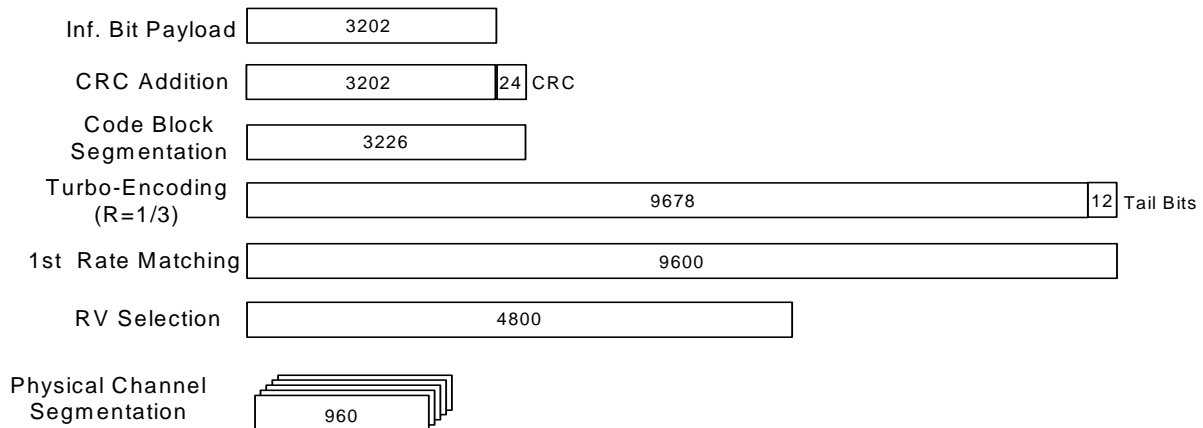 Inf. Bit Payload 3202
CRC Addition 3202 24 CRC
Code Block
Segmentation 3226
Turbo-Encoding
(R=1/3) 9678 12 Tail Bits
1st Rate Matching 9600
RV Selection 4800
Physical Channel
Segmentation 960